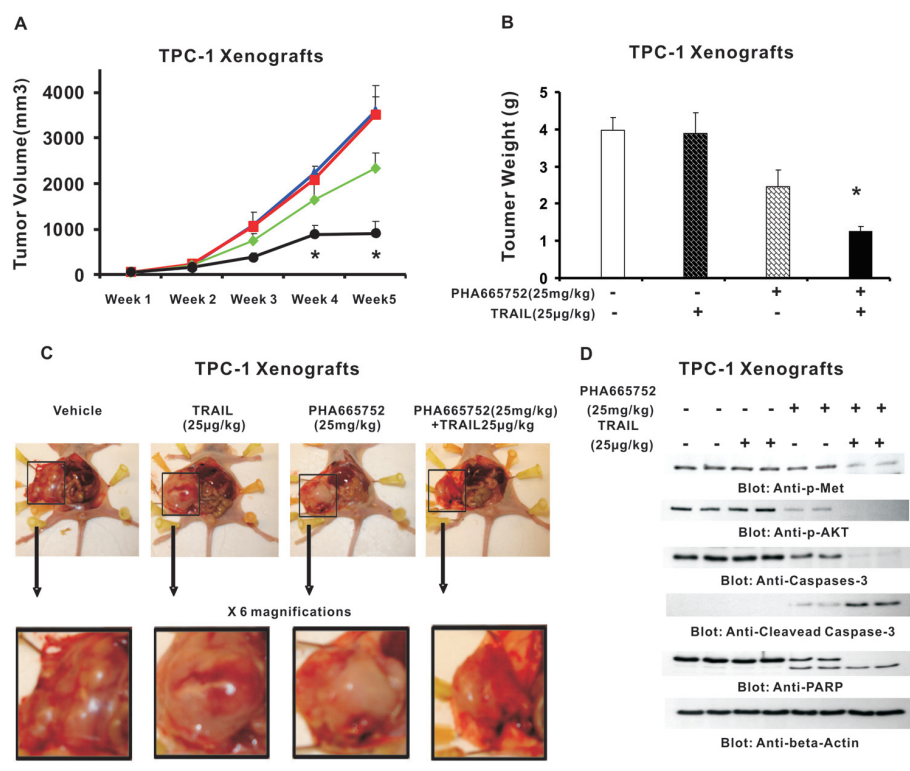 A
TPC-1 Xenografts
Tumor Volume(mm3)
4000
3000
2000
1000
0
*
*
Week 1
Week 2
Week 3
Week 4
Week5
B
TPC-1 Xenografts
Toumer Weight (g)
5
4
3
2
1
0
*
PHA665752(25mg/kg)
-
-
+
+
TRAIL(25µg/kg)
-
+
-
+
C
TPC-1 Xenografts
Vehicle
TRAIL
(25µg/kg)
PHA665752
(25mg/kg)
PHA665752(25mg/kg)
+TRAIL25µg/kg
X 6 magnifications
D
TPC-1 Xenografts
PHA665752
(25mg/kg)
- - - - + + + +
TRAIL
(25µg/kg)
- - + + - - + +
Blot: Anti-p-Met
Blot: Anti-p-AKT
Blot: Anti-Caspases-3
Blot: Anti-Cleavead Caspase-3
Blot: Anti-PARP
Blot: Anti-beta-Actin